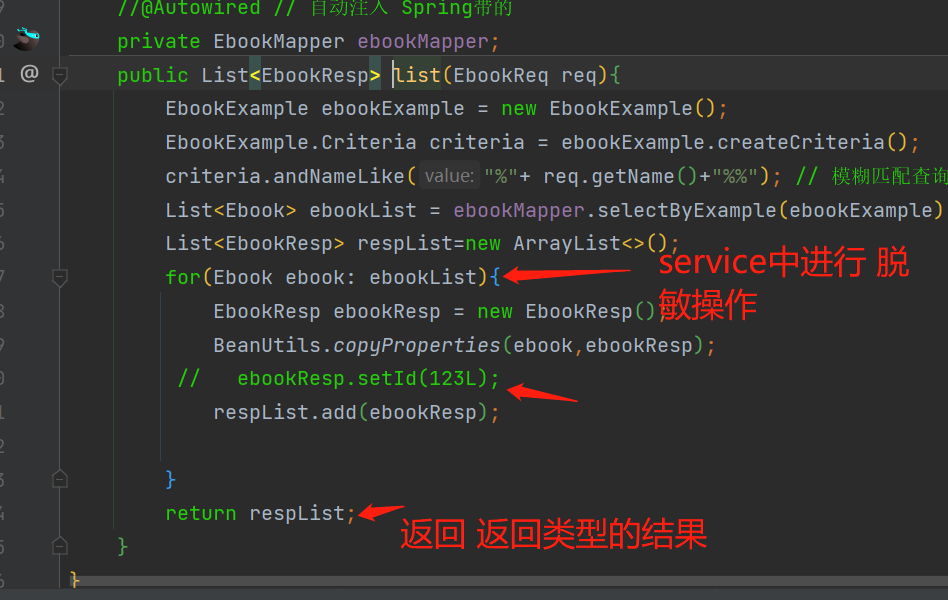 //@Autowired // 自动注入 Spring带的
private EbookMapper ebookMapper;
public List<EbookResp> list(EbookReq req){
EbookExample ebookExample = new EbookExample();
EbookExample.Criteria criteria = ebookExample.createCriteria();
criteria.andNameLike( value: "%"+ req.getName()+"%%"); // 模糊匹配查询
List<Ebook> ebookList = ebookMapper.selectByExample(ebookExample)
List<EbookResp> respList=new ArrayList<>();
for(Ebook ebook: ebookList){
service中进行 脱
敏操作
EbookResp ebookResp = new EbookResp();
BeanUtils.copyProperties(ebook,ebookResp);
// ebookResp.setId(123L);
respList.add(ebookResp);
}
return respList;
返回 返回类型的结果
}
}